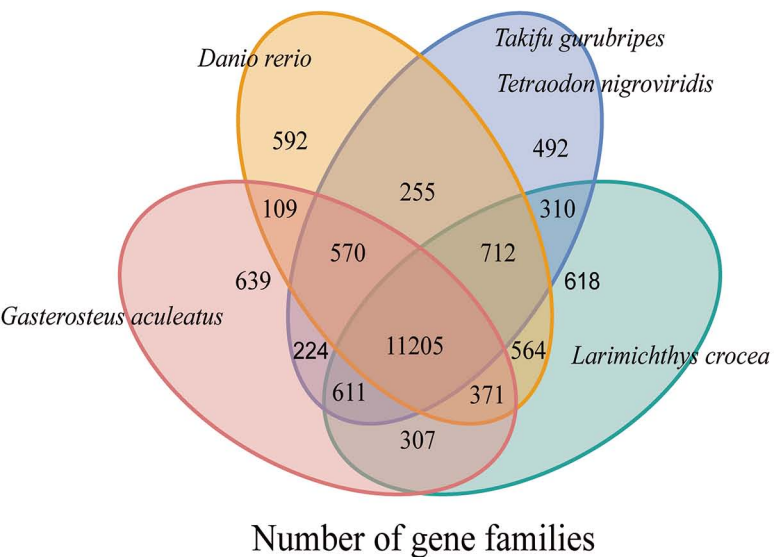 Takifu gurubripes
Danio rerio
Tetraodon nigroviridis
592
492
255
109
310
570
712
639
618
Gasterosteus aculeatus
224
11205
564
Larimichthys crocea
611
371
307
Number of gene families